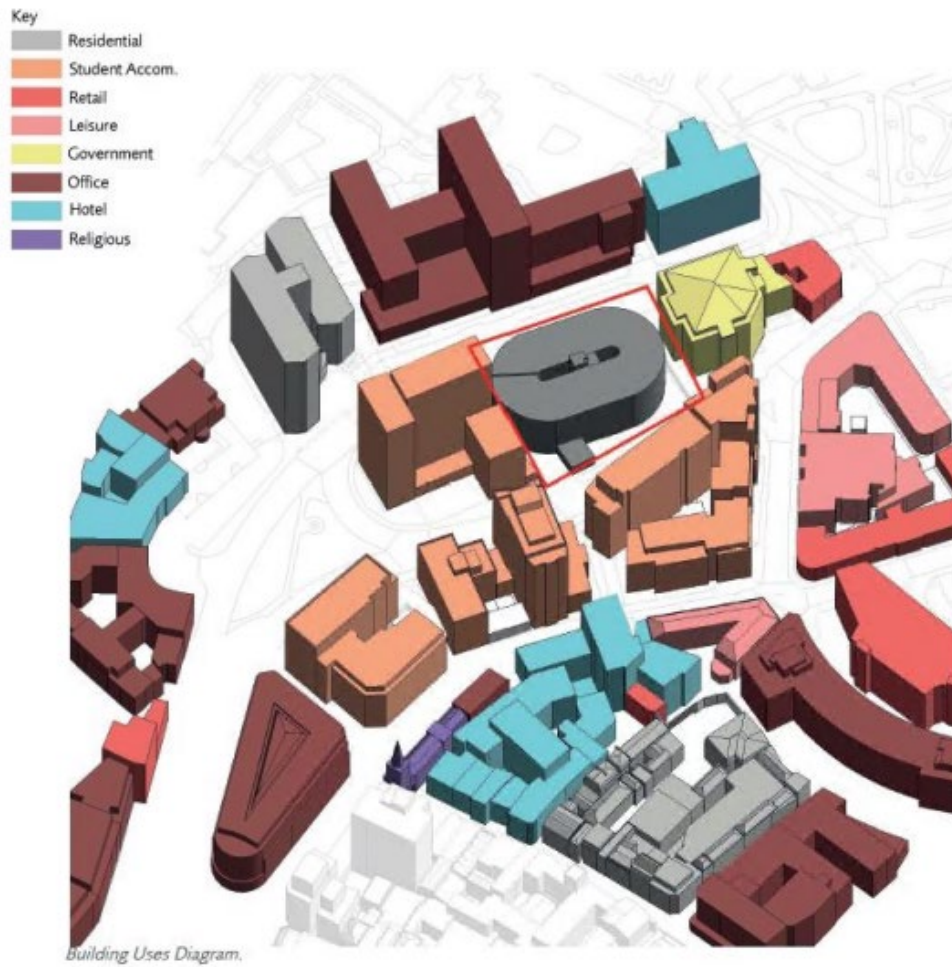 Key
Residential
Student Accom.
Retail
Leisure
Government
Office
Hotel
Religious
Building Uses Diagram.